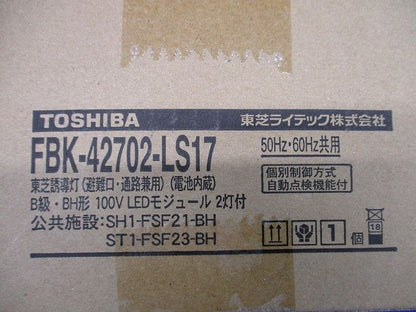 TOSHIBA 東芝ライテック株式会社
FBK-42702-LS17 50Hz・60Hz共用
東芝誘導灯（避難口・通路兼用）（電池内蔵） 個別制御方式
B級・BH形 100V LEDモジュール 2灯付 自動点検機能付
公共施設：SH1-FSF21-BH
ST1-FSF23-BH 1個 18